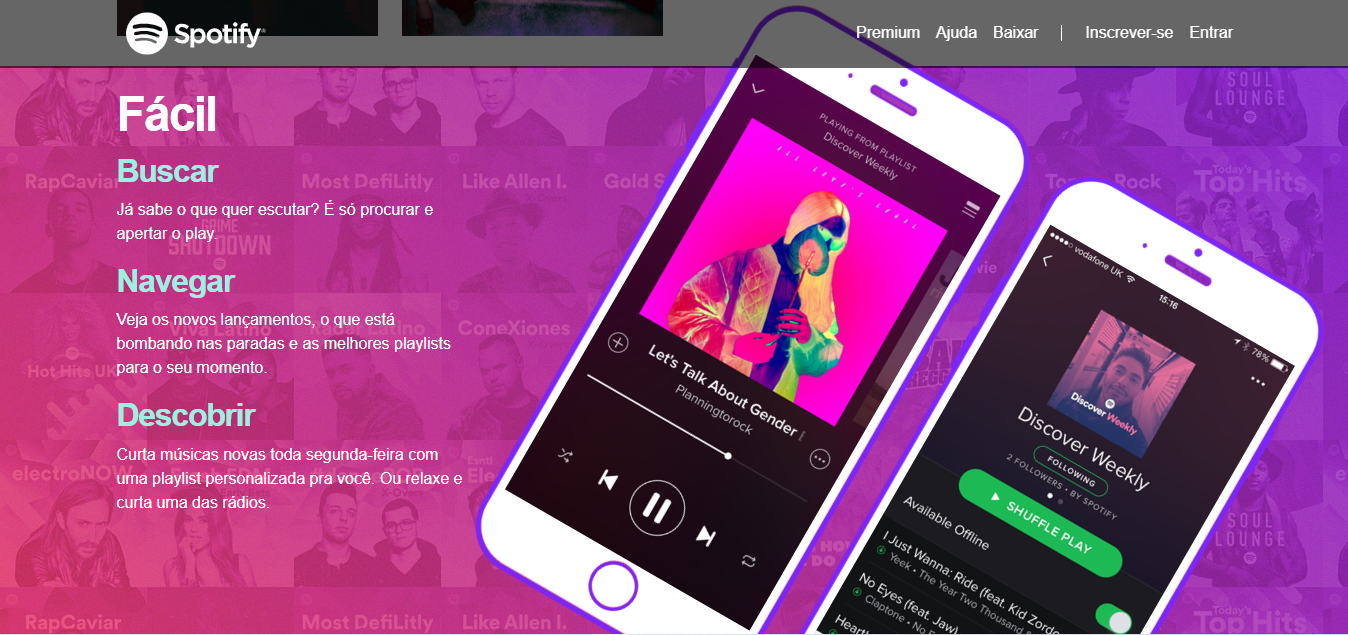 Spotify
Premium Ajuda Baixar | Inscrever-se Entrar
Fácil
Buscar
Já sabe o que quer escutar? É só procurar e
apertar o play.
Navegar
Veja os novos lançamentos, o que está
bombando nas paradas e as melhores playlists
para o seu momento.
Descobrir
Curta músicas novas toda segunda-feira com
uma playlist personalizada pra você. Ou relaxe e
curta uma das rádios.
PLAYING FROM PLAYLIST
Discover Weekly
Let's Talk About Gender
Planningtorock
vodafone UK 15:16 78%
Discover Weekly
Discover Weekly
FOLLOWING
2 FOLLOWERS • BY SPOTIFY
SHUFFLE PLAY
Available Offline
I Just Wanna: Ride (feat. Kid Zordo
Yeek • The Year Two Thousand &
No Eyes (feat. Jaw)
Claptone • No E
SOUL
LOUNGE
RapCaviar
Most DefiLitly
Like Allen I.
Gold S
Rock
Today's
Top Hits
GRIME
SHUTDOWN
Viva Latino
Radar Latino
ConeXiones
Hot Hits UK
electroNOW
SOUL
LOUNGE
RapCaviar
Most DefiLitly
Like Allen I.
Today's
Top Hits